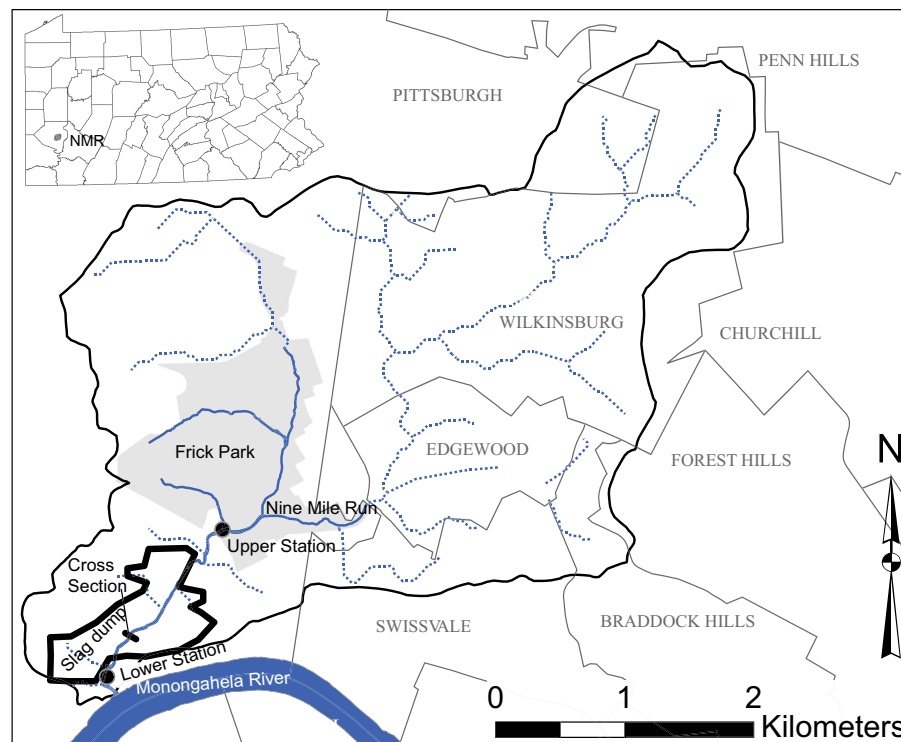 PENN HILLS
PITTSBURGH
NMR
WILKINSBURG
CHURCHILL
Frick Park
EDGEWOOD
FOREST HILLS
N
Nine Mile Run
Upper Station
Cross
Section
Slag dump
SWISSVALE
BRADDOCK HILLS
Lower Station
Monongahela River
0 1 2
Kilometers